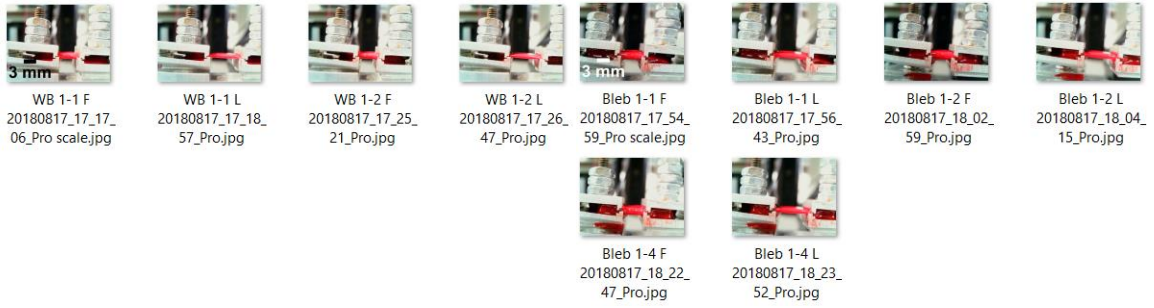 3 mm
WB 1-1 F
20180817_17_17_
06_Pro scale.jpg
WB 1-1 L
20180817_17_18_
57_Pro.jpg
WB 1-2 F
20180817_17_25_
21_Pro.jpg
WB 1-2 L
20180817_17_26_
47_Pro.jpg
3 mm
Bleb 1-1 F
20180817_17_54_
59_Pro scale.jpg
Bleb 1-1 L
20180817_17_56_
43_Pro.jpg
Bleb 1-2 F
20180817_18_02_
59_Pro.jpg
Bleb 1-2 L
20180817_18_04_
15_Pro.jpg
Bleb 1-4 F
20180817_18_22_
47_Pro.jpg
Bleb 1-4 L
20180817_18_23_
52_Pro.jpg